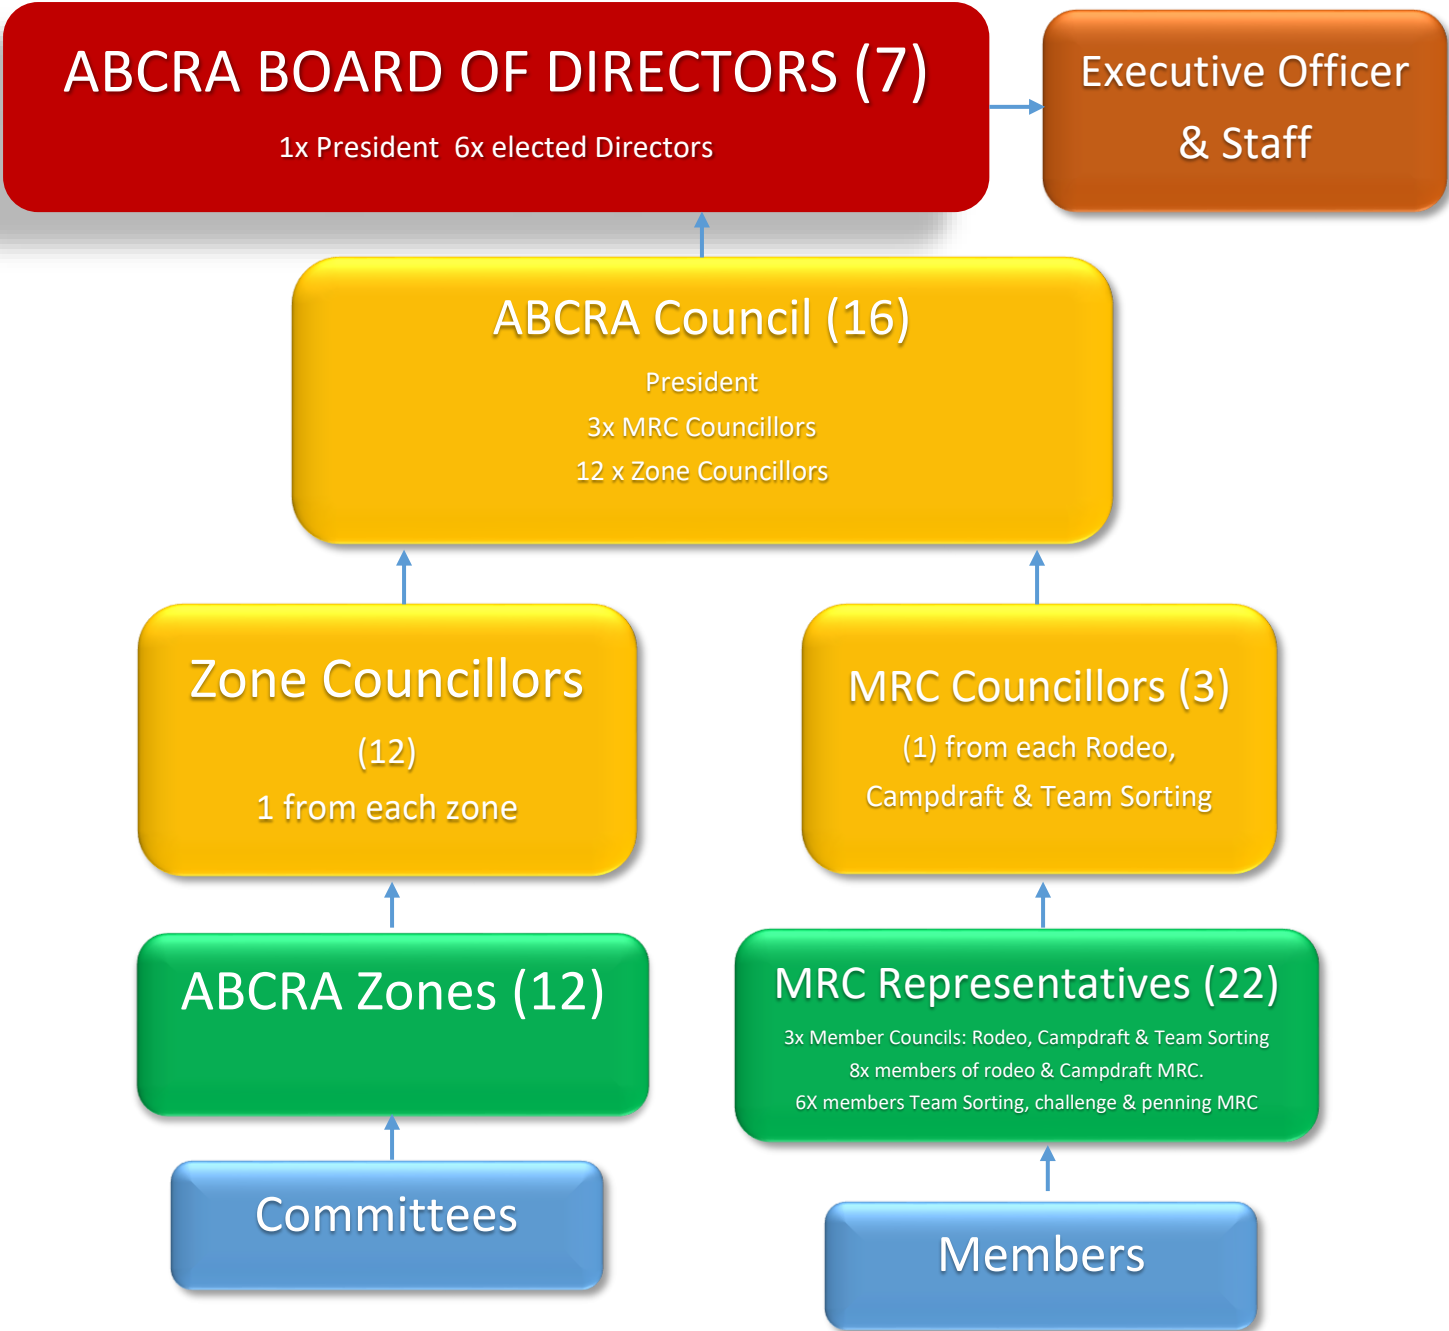 ABCRA BOARD OF DIRECTORS (7)
1x President  6x elected Directors
Executive Officer
& Staff
ABCRA Council (16)
President
3x MRC Councillors
12 x Zone Councillors
Zone Councillors
(12)
1 from each zone
MRC Councillors (3)
(1) from each Rodeo,
Campdraft & Team Sorting
ABCRA Zones (12)
MRC Representatives (22)
3x Member Councils: Rodeo, Campdraft & Team Sorting
8x members of rodeo & Campdraft MRC.
6X members Team Sorting, challenge & penning MRC
Committees
Members